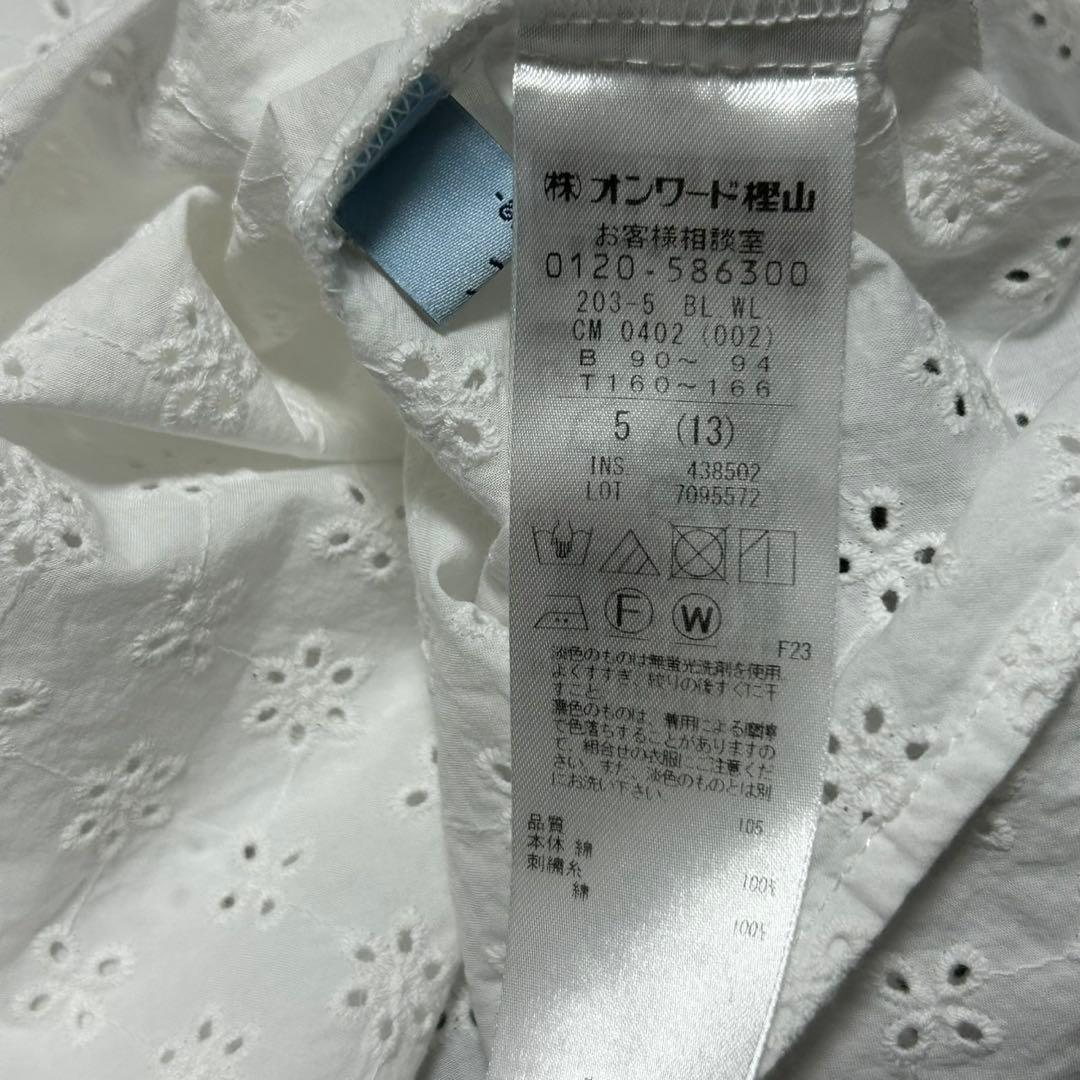 (株)オンワード樫山
お客様相談室
0120-586300
203-5 BL WL
CM 0402 (002)
B 90～ 94
T160～166
5 (13)
INS. 438502
LOT 7095572
F
W
F23
淡色のものは無蛍光洗剤を使用
よくすすぎ、絞りの後すぐに干
すこと。
濃色のものは、着用による摩擦
で色落ちすることがありますの
で、組合せの衣服にご注意くだ
さい。また、淡色のものとは別
にお洗い下さい。
品質 105
本体 綿 100%
刺繍糸
綿 100%